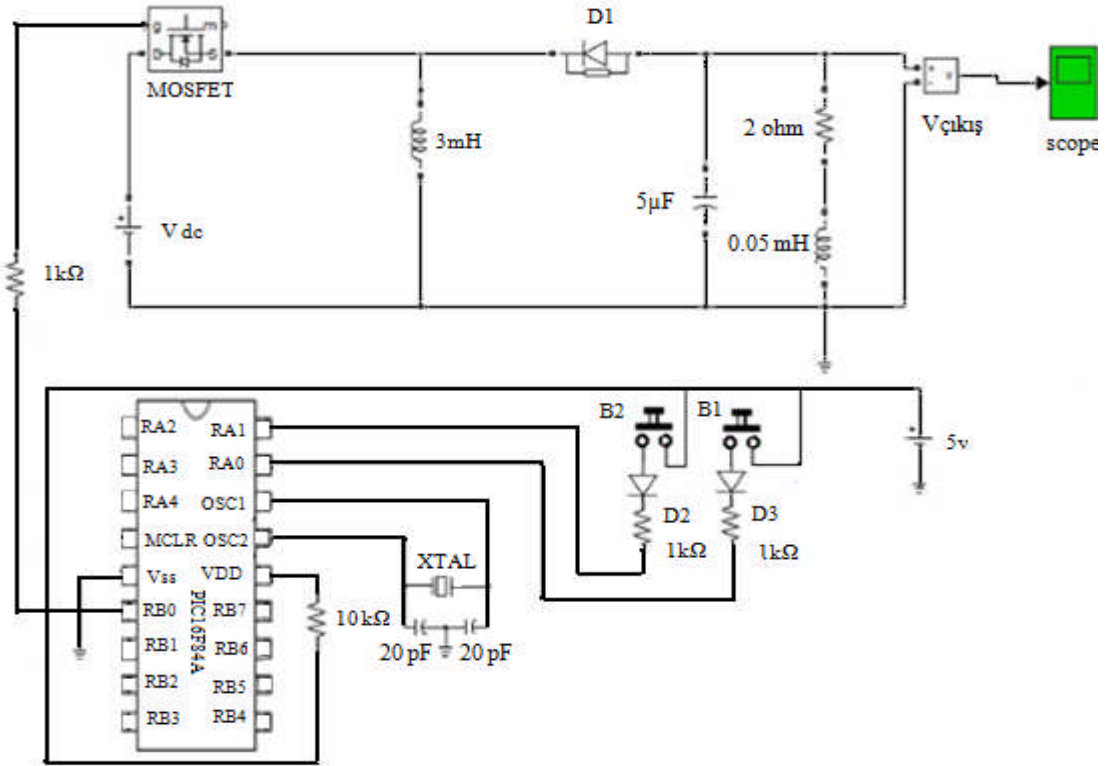 D1
g m
D S
MOSFET
3mH
2 ohm
Vçıkış
scope
5µF
V dc
0.05 mH
1kΩ
B2
B1
5v
RA2 RA1
RA3 RA0
RA4 OSC1
MCLR OSC2
Vss VDD
RB0 RB7
RB1 RB6
RB2 RB5
RB3 RB4
PIC16F84A
XTAL
10 kΩ
20 pF 20 pF
D2
D3
1kΩ
1kΩ